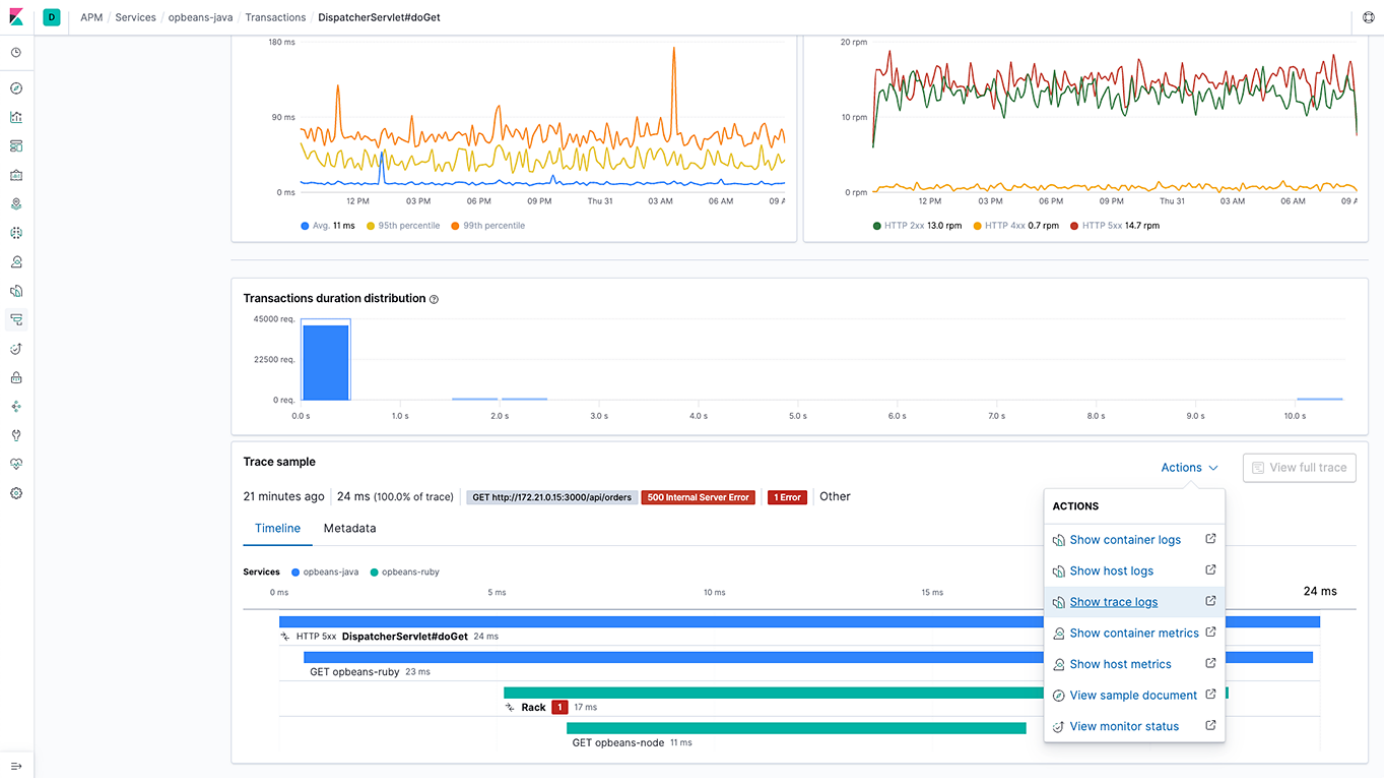 D APM / Services / opbeans-java / Transactions / DispatcherServlet#doGet
180 ms
90 ms
0 ms
12 PM 03 PM 06 PM 09 PM Thu 31 03 AM 06 AM 09 A
Avg. 11 ms 95th percentile 99th percentile
20 rpm
10 rpm
0 rpm
12 PM 03 PM 06 PM 09 PM Thu 31 03 AM 06 AM 09 A
HTTP 2xx 13.0 rpm HTTP 4xx 0.7 rpm HTTP 5xx 14.7 rpm
Transactions duration distribution
45000 req.
22500 req.
0 req.
0.0 s 1.0 s 2.0 s 3.0 s 4.0 s 5.0 s 6.0 s 7.0 s 8.0 s 9.0 s 10.0 s
Trace sample
Actions View full trace
21 minutes ago 24 ms (100.0% of trace) GET http://172.21.0.15:3000/api/orders 500 Internal Server Error 1 Error Other
Timeline Metadata
Services opbeans-java opbeans-ruby
0 ms 5 ms 10 ms 15 ms 24 ms
HTTP 5xx DispatcherServlet#doGet 24 ms
GET opbeans-ruby 23 ms
Rack 1 17 ms
GET opbeans-node 11 ms
ACTIONS
Show container logs
Show host logs
Show trace logs
Show container metrics
Show host metrics
View sample document
View monitor status